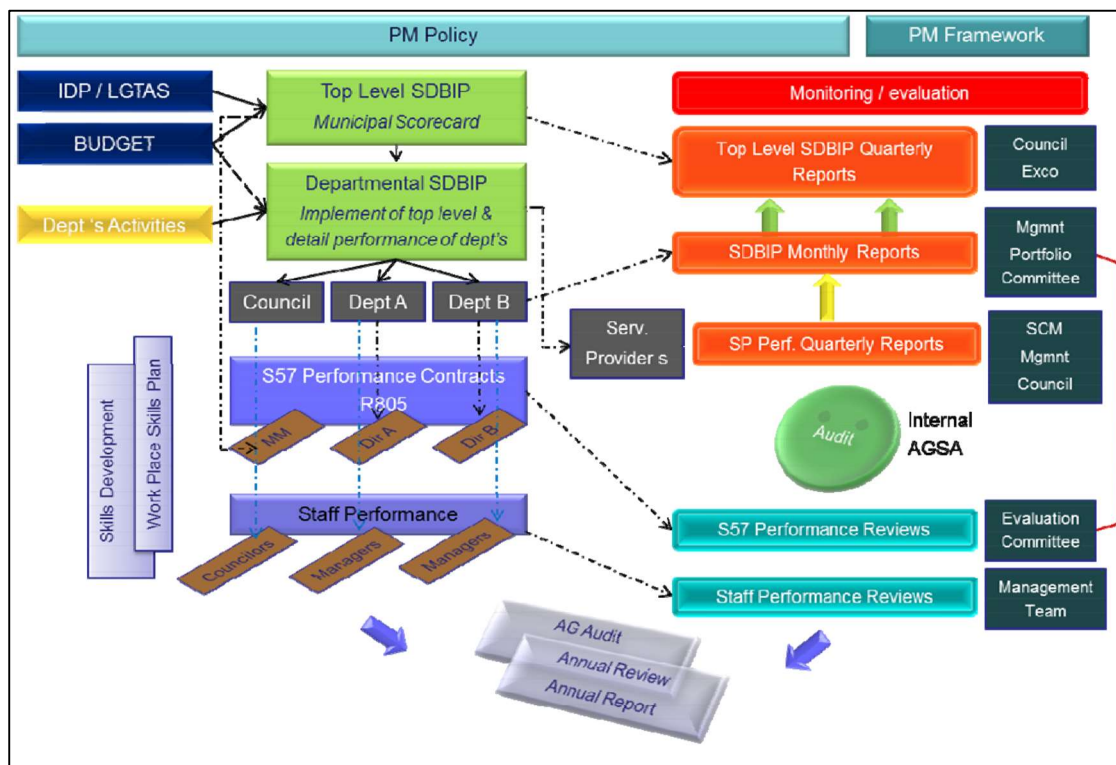 PM Policy
PM Framework
IDP / LGTAS
BUDGET
Dept 's Activities
Top Level SDBIP
Municipal Scorecard
Departmental SDBIP
Implement of top level &
detail performance of dept's
Council
Dept A
Dept B
Serv.
Provider s
S57 Performance Contracts
R805
MM
Dir A
Dir B
Staff Performance
Councilors
Managers
Managers
Skills Development
Work Place Skills Plan
Monitoring / evaluation
Top Level SDBIP Quarterly
Reports
Council
Exco
SDBIP Monthly Reports
Mgmnt
Portfolio
Committee
SP Perf. Quarterly Reports
SCM
Mgmnt
Council
Audit
Internal
AGSA
S57 Performance Reviews
Evaluation
Committee
Staff Performance Reviews
Management
Team
AG Audit
Annual Review
Annual Report